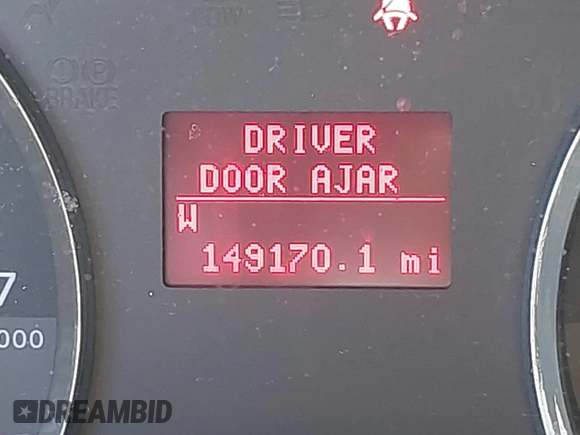 BRAKE
DRIVER
DOOR AJAR
W
149170.1 mi
7
000
DREAMBID